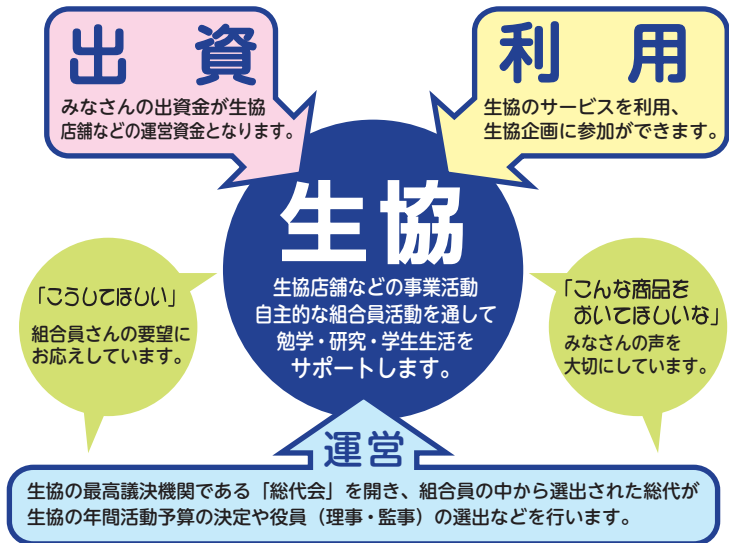 出 資
みなさんの出資金が生協
店舗などの運営資金となります。
利 用
生協のサービスを利用、
生協企画に参加ができます。
生協
生協店舗などの事業活動
自主的な組合員活動を通して
勉学・研究・学生生活を
サポートします。
「こうしてほしい」
組合員さんの要望に
お応えしています。
「こんな商品を
おいてほしいな」
みなさんの声を
大切にしています。
運営
生協の最高議決機関である「総代会」を開き、組合員の中から選出された総代が
生協の年間活動予算の決定や役員（理事・監事）の選出などを行います。